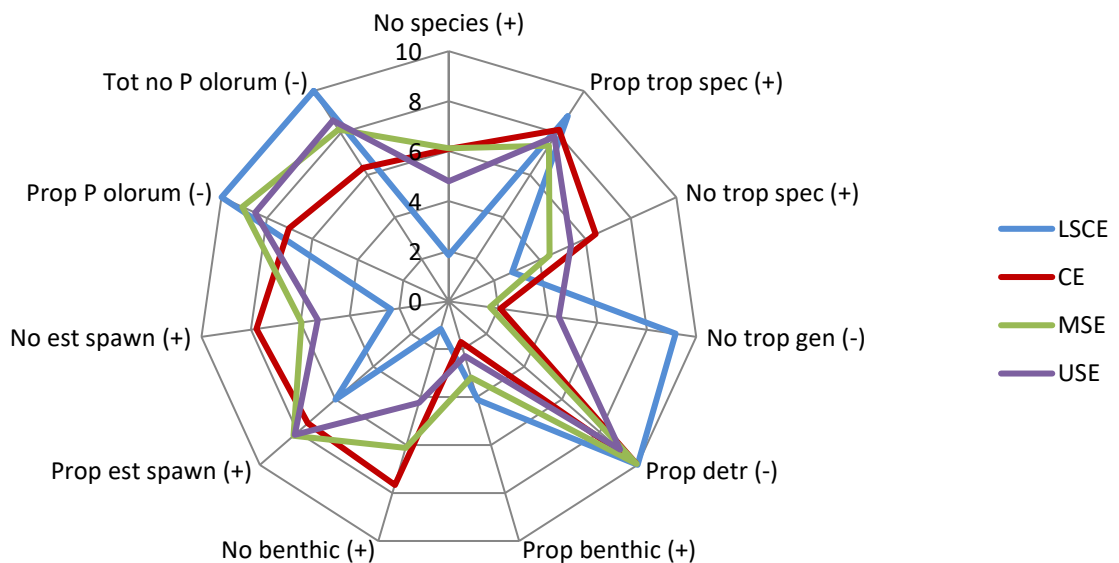 No species (+)
10
Tot no P olorum (-)
Prop trop spec (+)
8
6
Prop P olorum (-)
No trop spec (+)
4
LSCE
2
CE
0
No est spawn (+)
No trop gen (-)
MSE
USE
Prop est spawn (+)
Prop detr (-)
No benthic (+)
Prop benthic (+)